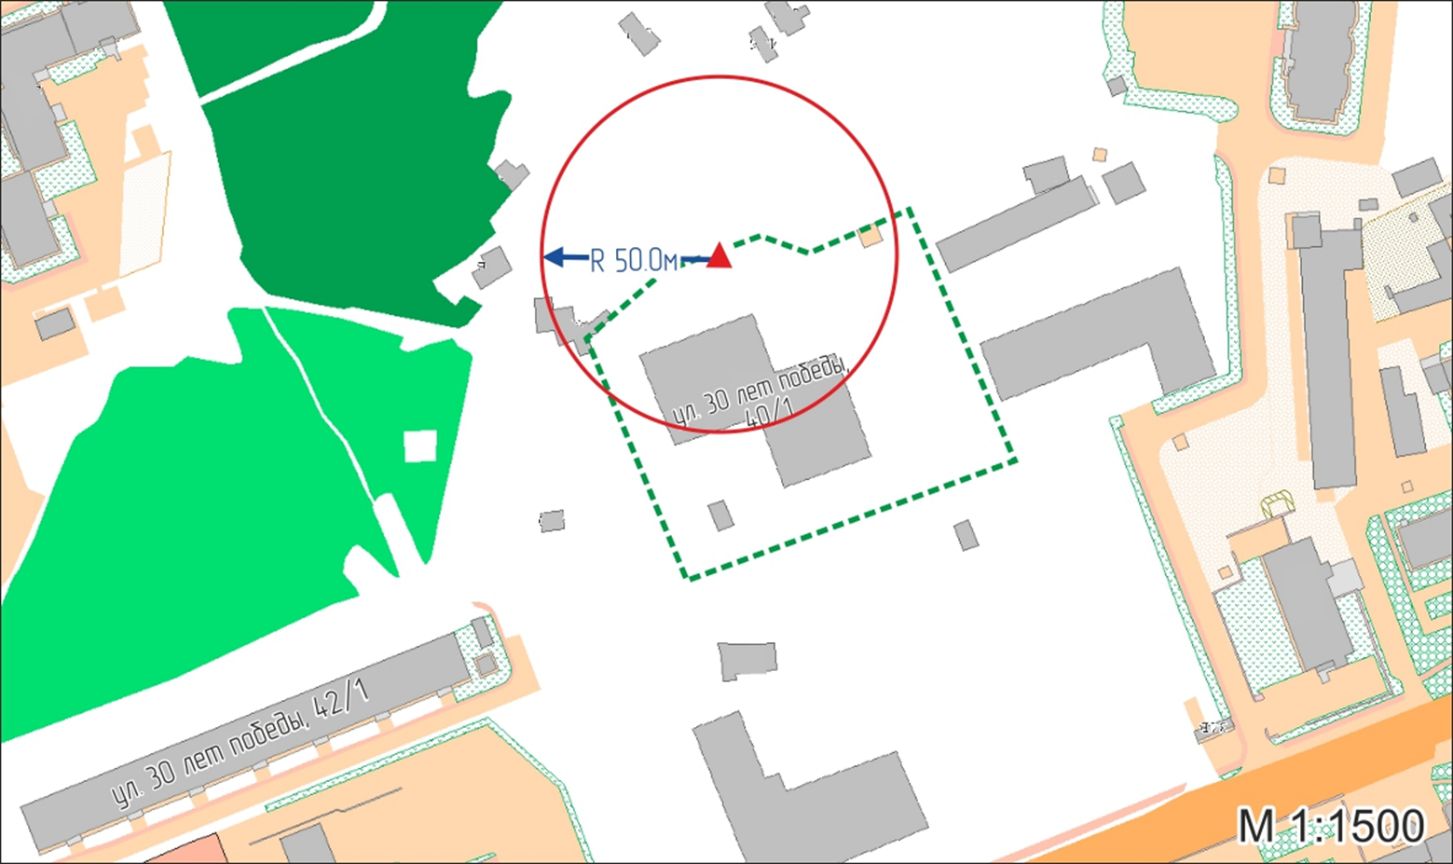 R 50.0м
ул. 30 лет победы,
40/1
ул. 30 лет победы, 42/1
М 1:1500